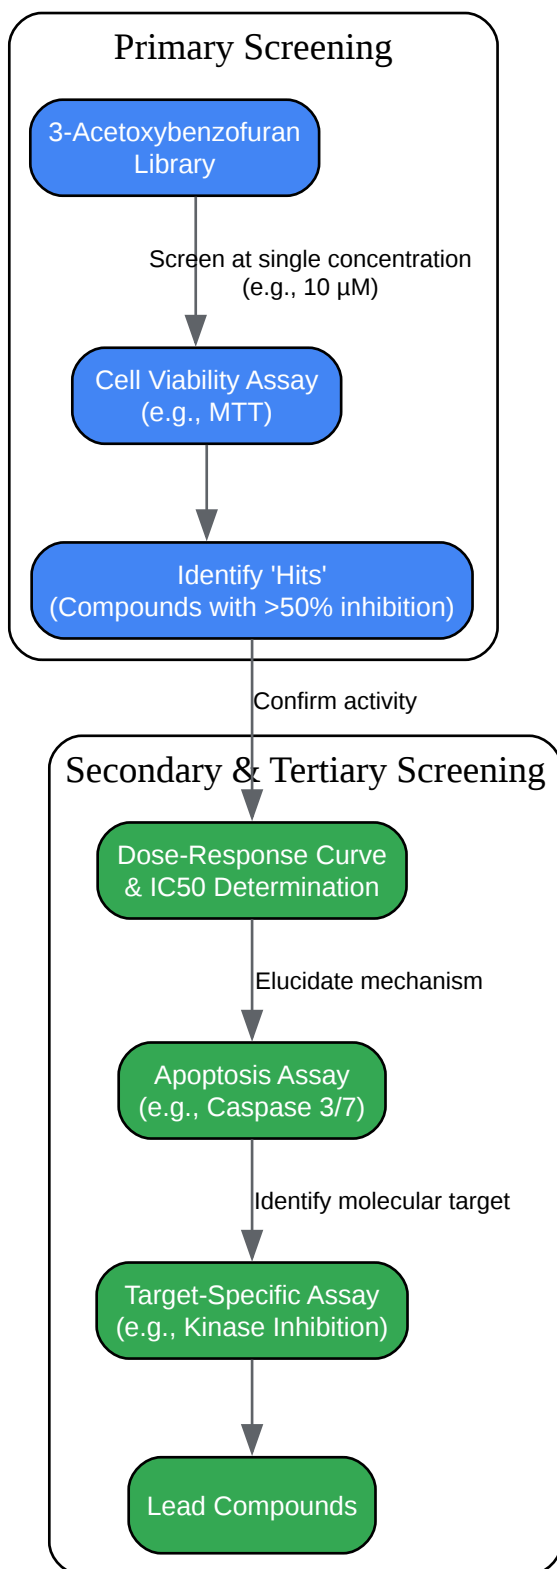 Primary Screening
3-Acetoxybenzofuran
Library
Screen at single concentration
(e.g., 10 µM)
Cell Viability Assay
(e.g., MTT)
Identify 'Hits'
(Compounds with >50% inhibition)
Confirm activity
Secondary & Tertiary Screening
Dose-Response Curve
& IC50 Determination
Elucidate mechanism
Apoptosis Assay
(e.g., Caspase 3/7)
Identify molecular target
Target-Specific Assay
(e.g., Kinase Inhibition)
Lead Compounds